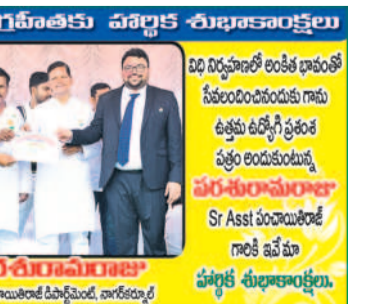 గ్రహీతకు హార్థిక శుభాకాంక్షలు
విధి నిర్వహణలో అంకిత భావంతో
సేవలందించినందుకు గాను
ఉత్తమ ఉద్యోగి ప్రశంశ
పత్రం అందుకుంటున్న
పరశురామరాజు
Sr Asst పంచాయితీరాజ్
గారికి ఇవే మా
హార్థిక శుభాకాంక్షలు.
పరశురామరాజు
పంచాయితీరాజ్ డిపార్ట్‌మెంట్, నాగర్‌కర్నూల్